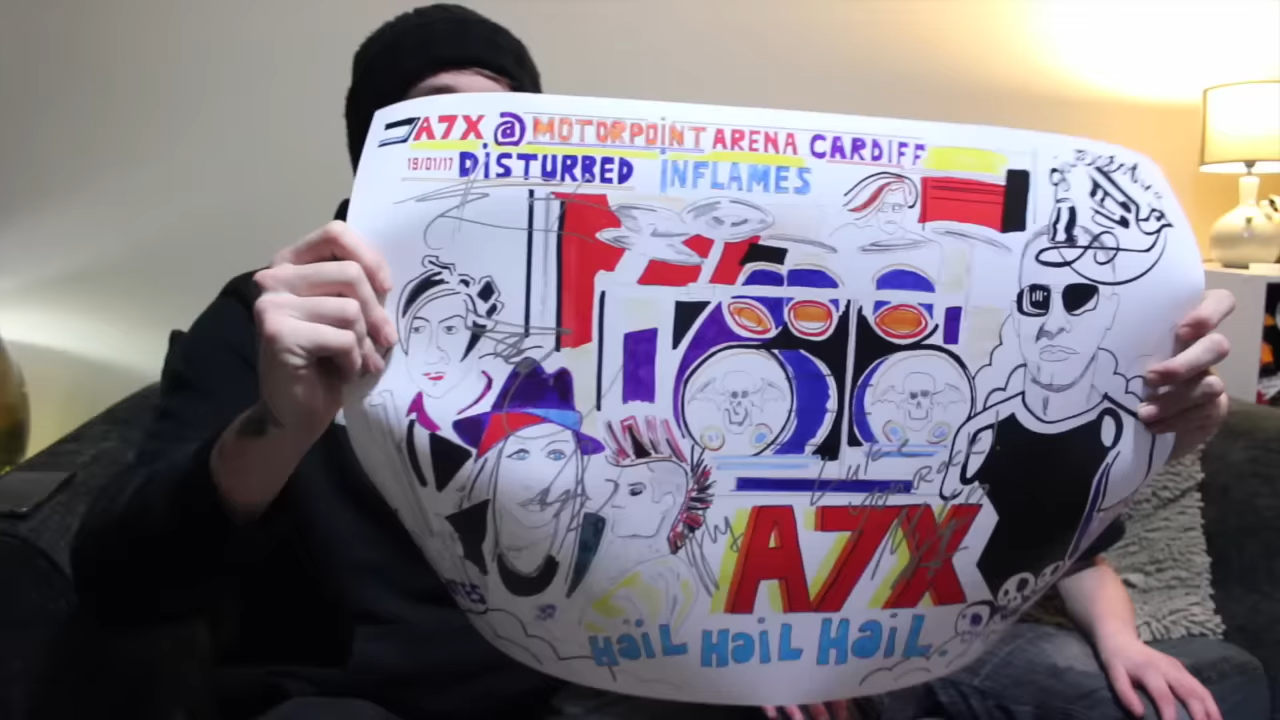 A7X @ MOTORPOiNT ARENA CARDIFF
19/01/17 DiSTURBED iNFLAMES
A7X
HaiL HaiL HaiL